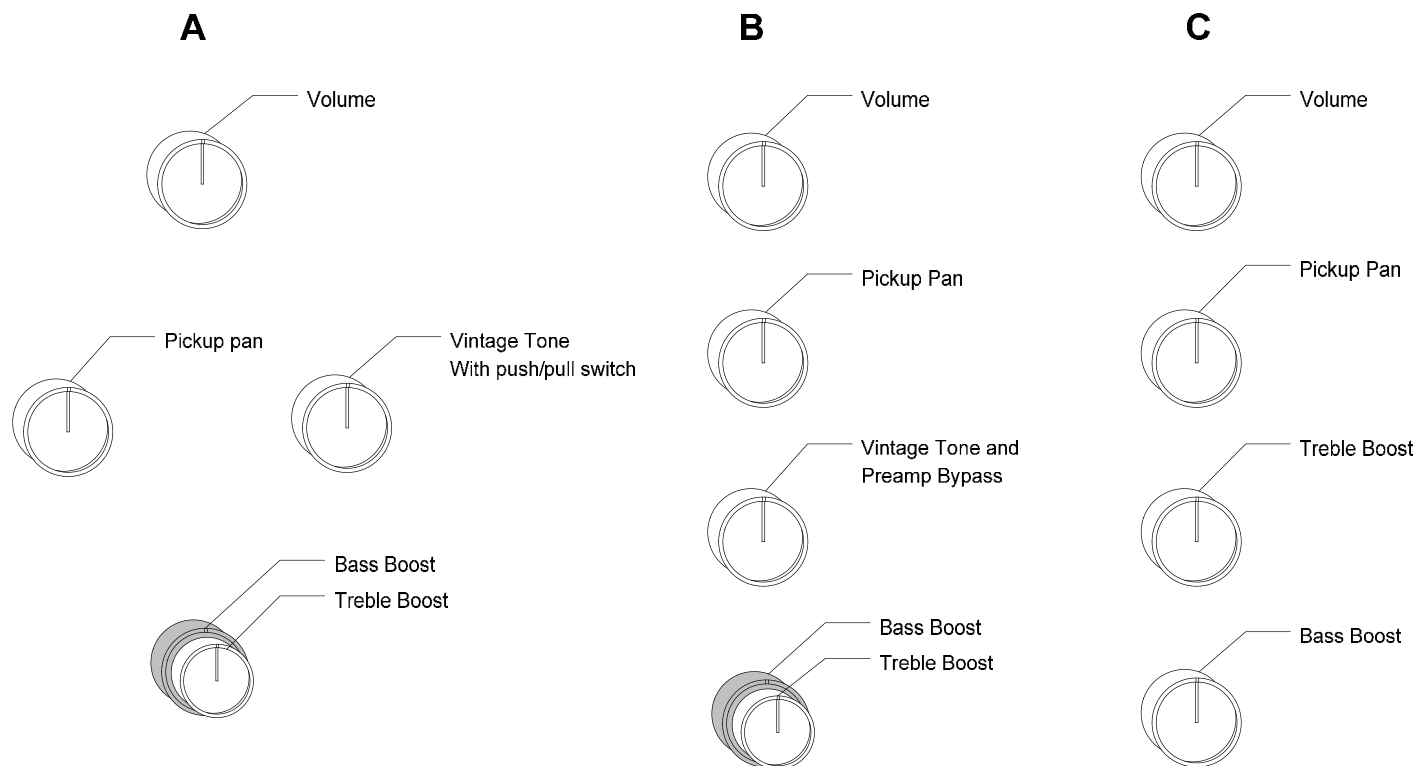 A
Volume
Pickup pan
Vintage Tone
With push/pull switch
Bass Boost
Treble Boost
B
Volume
Pickup Pan
Vintage Tone and
Preamp Bypass
Bass Boost
Treble Boost
C
Volume
Pickup Pan
Treble Boost
Bass Boost